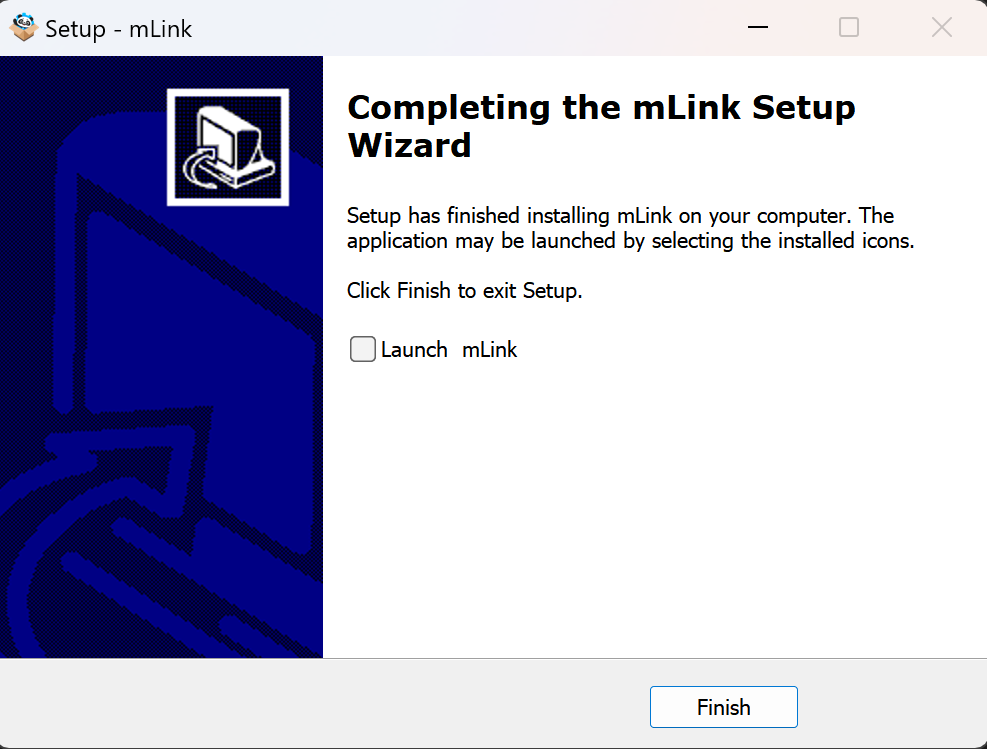 Setup - mLink
Completing the mLink Setup
Wizard
Setup has finished installing mLink on your computer. The
application may be launched by selecting the installed icons.
Click Finish to exit Setup.
Launch mLink
Finish